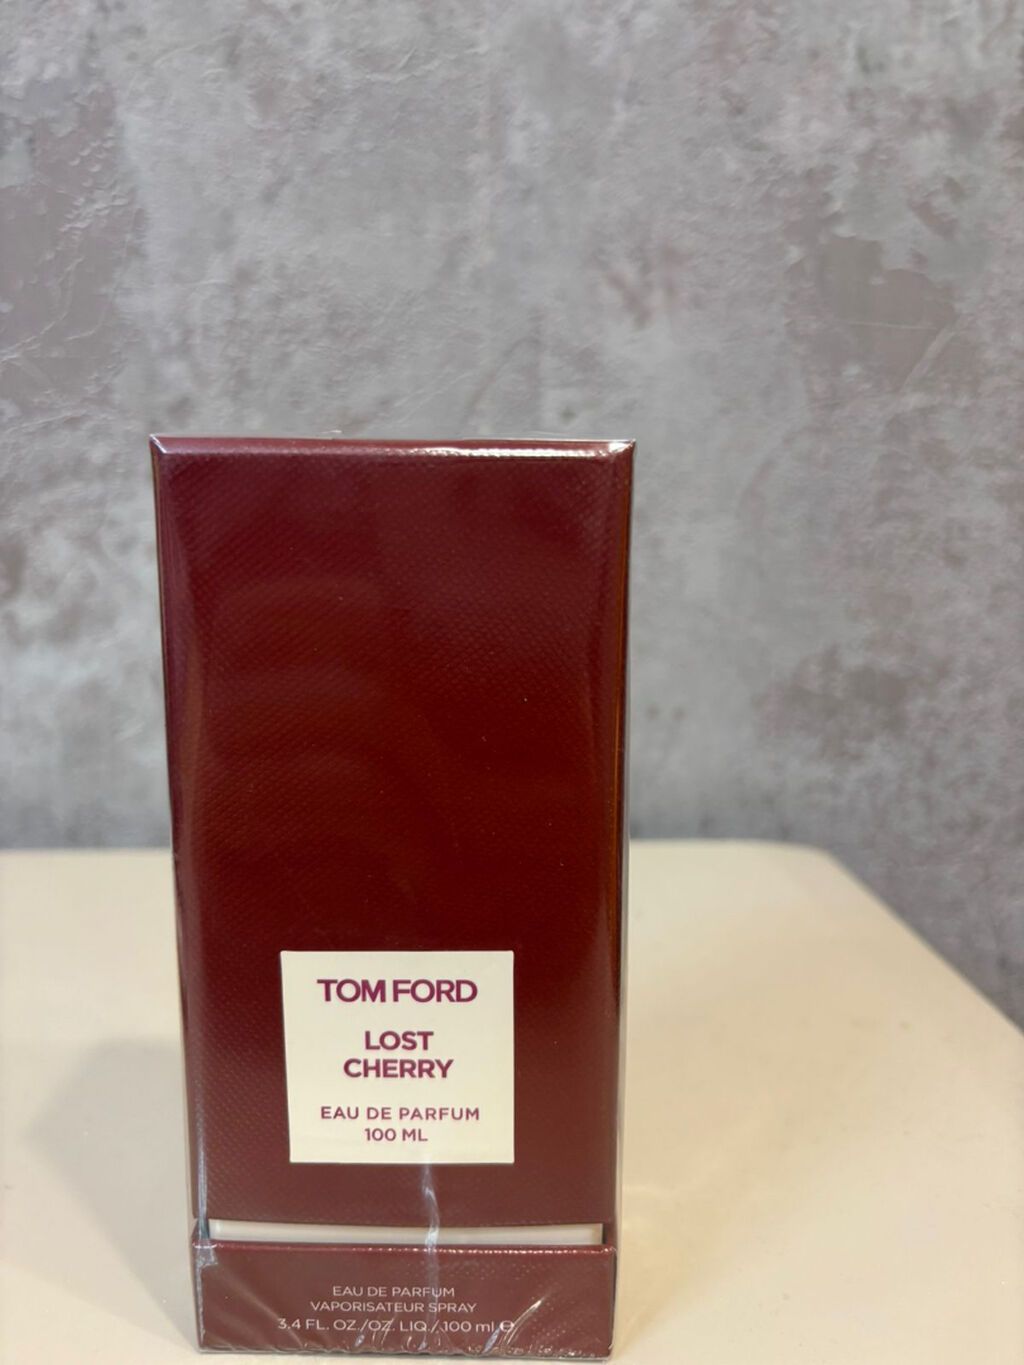 TOM FORD
LOST
CHERRY
EAU DE PARFUM
100 ML
EAU DE PARFUM
VAPORISATEUR SPRAY
3.4 FL. OZ./OZ. LIQ./ 100 ml ℮